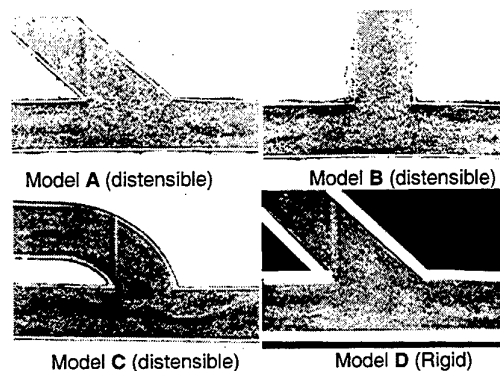 Model A (distensible)
Model B (distensible)
Model C (distensible)
Model D (Rigid)